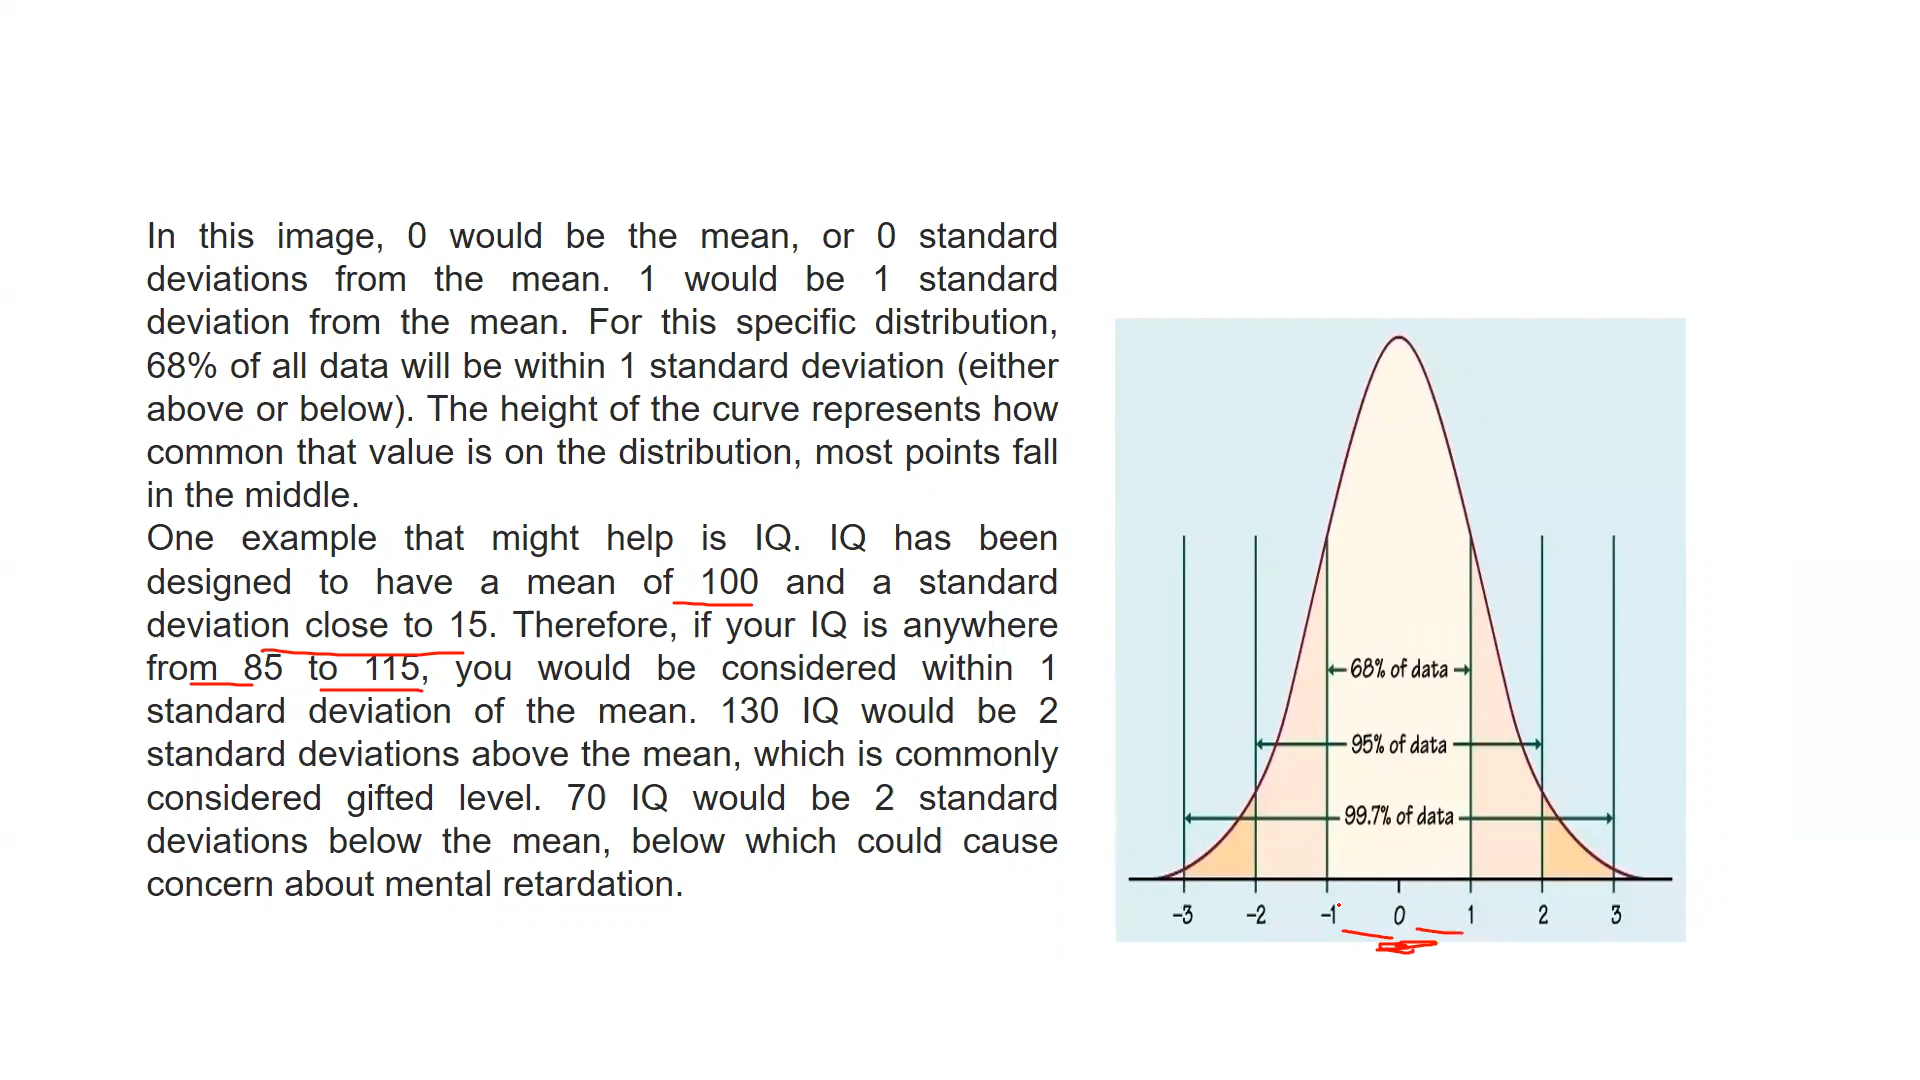 In this image, 0 would be the mean, or 0 standard
deviations from the mean. 1 would be 1 standard
deviation from the mean. For this specific distribution,
68% of all data will be within 1 standard deviation (either
above or below). The height of the curve represents how
common that value is on the distribution, most points fall
in the middle.
One example that might help is IQ. IQ has been
designed to have a mean of 100 and a standard
deviation close to 15. Therefore, if your IQ is anywhere
from 85 to 115, you would be considered within 1
standard deviation of the mean. 130 IQ would be 2
standard deviations above the mean, which is commonly
considered gifted level. 70 IQ would be 2 standard
deviations below the mean, below which could cause
concern about mental retardation.
68% of data
95% of data
99.7% of data
-3 -2 -1 0 1 2 3